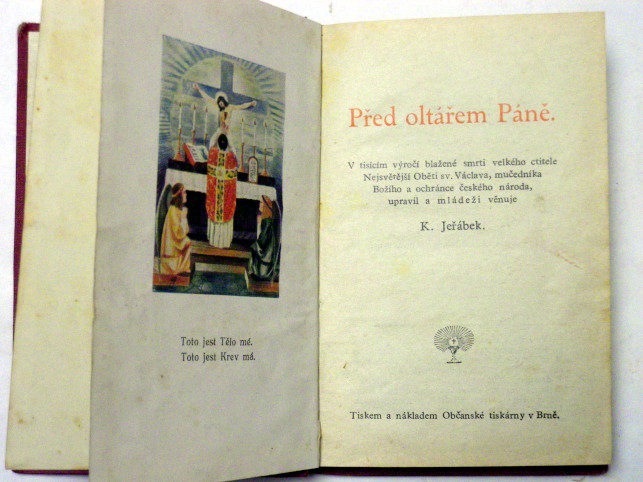 Toto jest Tělo mé.
Toto jest Krev má.
Před oltářem Páně.
V tisícím výročí blažené smrti velkého ctitele
Nejsvětější Oběti sv. Václava, mučedníka
Božího a ochránce českého národa,
upravil a mládeži věnuje
K. Jeřábek.
Tiskem a nákladem Občanské tiskárny v Brně.